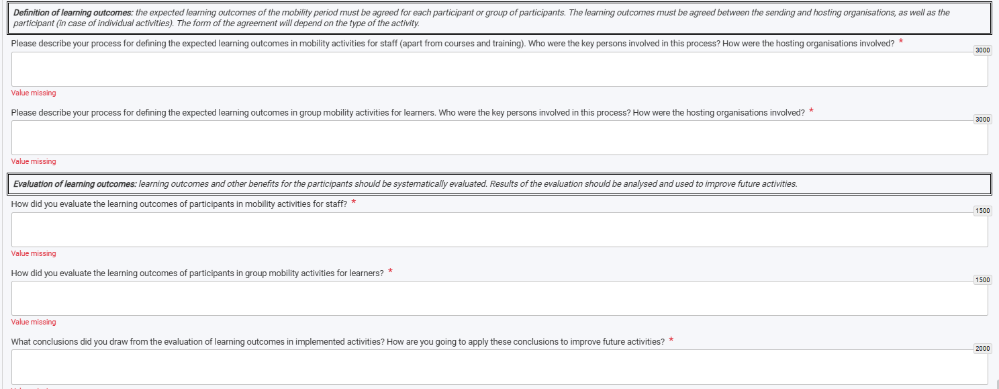 Definition of learning outcomes: the expected learning outcomes of the mobility period must be agreed for each participant or group of participants. The learning outcomes must be agreed between the sending and hosting organisations, as well as the
participant (in case of individual activities). The form of the agreement will depend on the type of the activity.
Please describe your process for defining the expected learning outcomes in mobility activities for staff (apart from courses and training). Who were the key persons involved in this process? How were the hosting organisations involved? *
3000
Value missing
Please describe your process for defining the expected learning outcomes in group mobility activities for learners. Who were the key persons involved in this process? How were the hosting organisations involved? *
3000
Value missing
Evaluation of learning outcomes: learning outcomes and other benefits for the participants should be systematically evaluated. Results of the evaluation should be analysed and used to improve future activities.
How did you evaluate the learning outcomes of participants in mobility activities for staff? *
1500
Value missing
How did you evaluate the learning outcomes of participants in group mobility activities for learners? *
1500
Value missing
What conclusions did you draw from the evaluation of learning outcomes in implemented activities? How are you going to apply these conclusions to improve future activities? *
2000